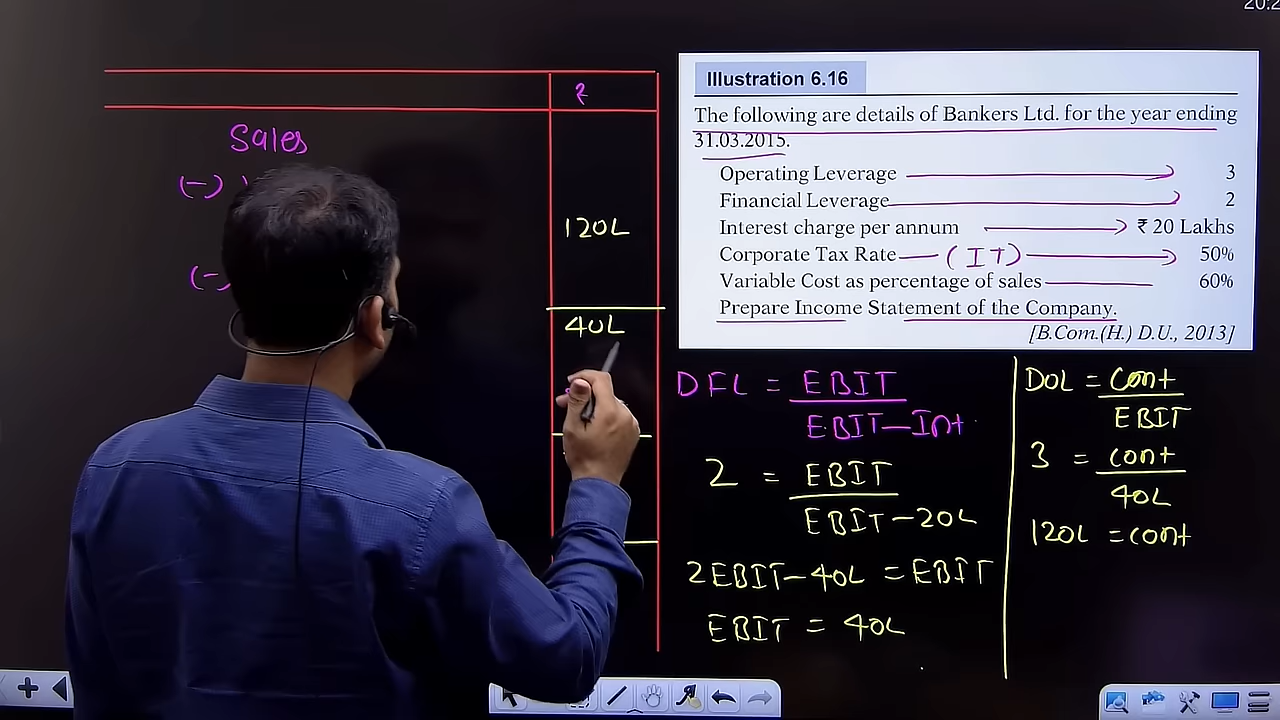 20:2
₹
Sales
(-)
120L
(-)
40L
Illustration 6.16
The following are details of Bankers Ltd. for the year ending
31.03.2015.
Operating Leverage 3
Financial Leverage 2
Interest charge per annum ₹ 20 Lakhs
Corporate Tax Rate (IT) 50%
Variable Cost as percentage of sales 60%
Prepare Income Statement of the Company.
[B.Com.(H.) D.U., 2013]
DFL = EBIT
EBIT-Int
2 = EBIT
EBIT-20L
2EBIT-40L = EBIT
EBIT = 40L
DOL = Cont
EBIT
3 = cont
40L
120L = cont